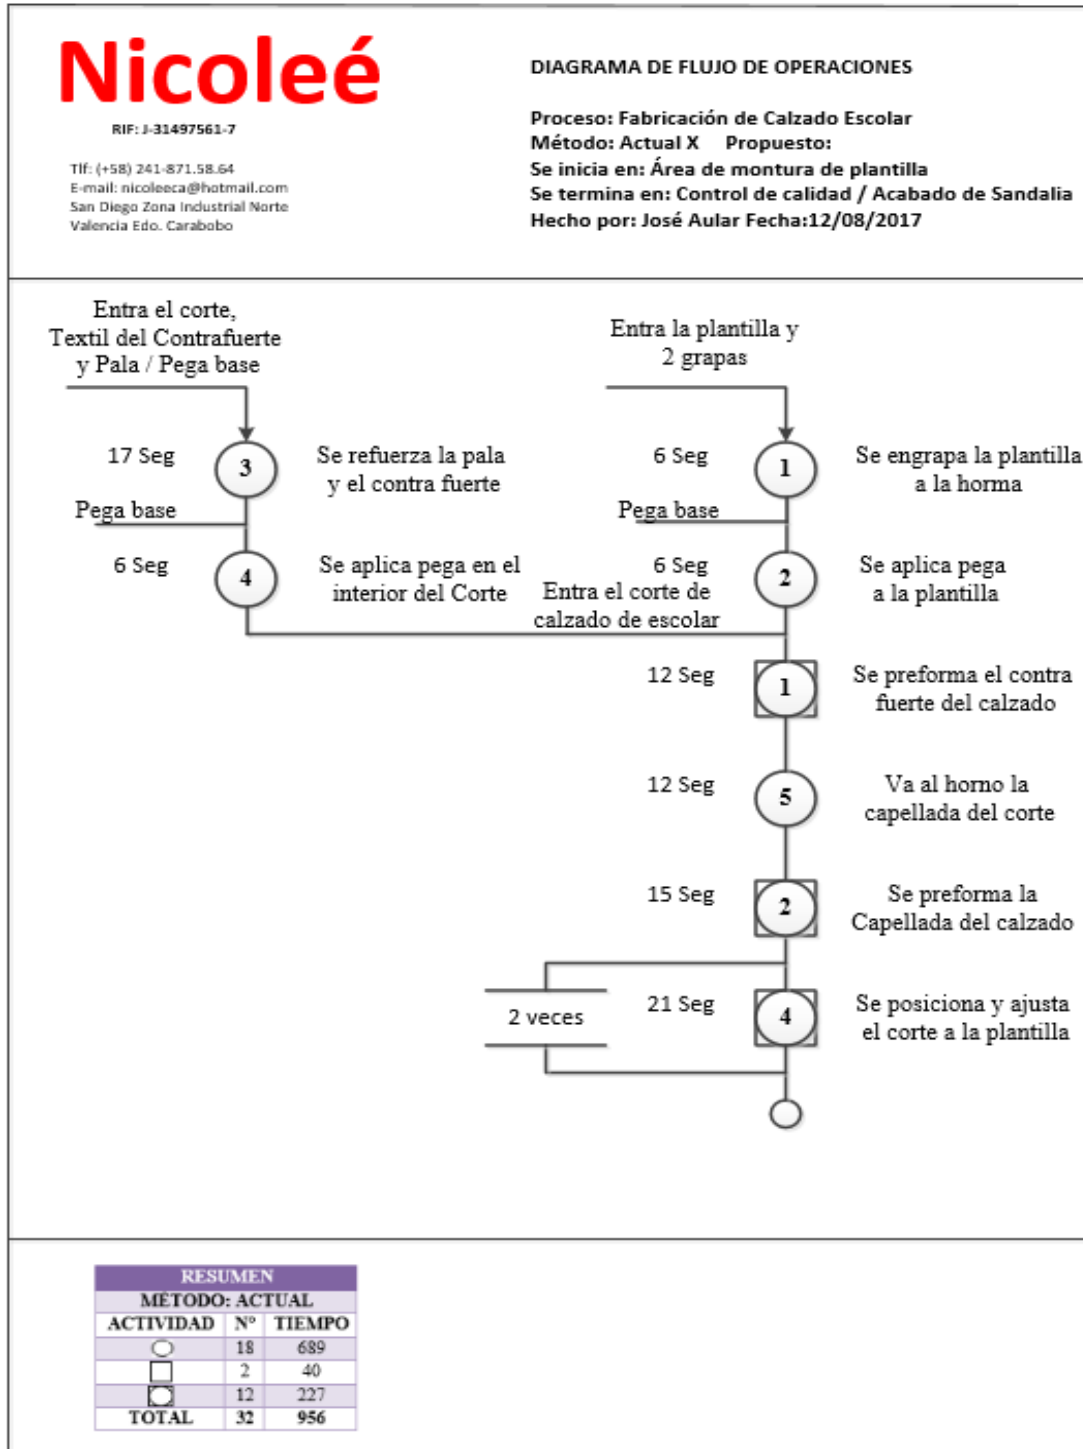 Nicoleé
RIF: J-31497561-7
Tlf: (+58) 241-871.58.64
E-mail: nicoleeca@hotmail.com
San Diego Zona Industrial Norte
Valencia Edo. Carabobo
DIAGRAMA DE FLUJO DE OPERACIONES
Proceso: Fabricación de Calzado Escolar
Método: Actual X Propuesto:
Se inicia en: Área de montura de plantilla
Se termina en: Control de calidad / Acabado de Sandalia
Hecho por: José Aular Fecha:12/08/2017
Entra el corte,
Textil del Contrafuerte
y Pala / Pega base
17 Seg
3
Se refuerza la pala
y el contra fuerte
Pega base
6 Seg
4
Se aplica pega en el
interior del Corte
Entra la plantilla y
2 grapas
6 Seg
1
Se engrapa la plantilla
a la horma
Pega base
6 Seg
2
Se aplica pega
a la plantilla
Entra el corte de
calzado de escolar
12 Seg
1
Se preforma el contra
fuerte del calzado
12 Seg
5
Va al horno la
capellada del corte
15 Seg
2
Se preforma la
Capellada del calzado
2 veces
21 Seg
4
Se posiciona y ajusta
el corte a la plantilla
RESUMEN
MÉTODO: ACTUAL
ACTIVIDAD Nº TIEMPO
18 689
2 40
12 227
TOTAL 32 956